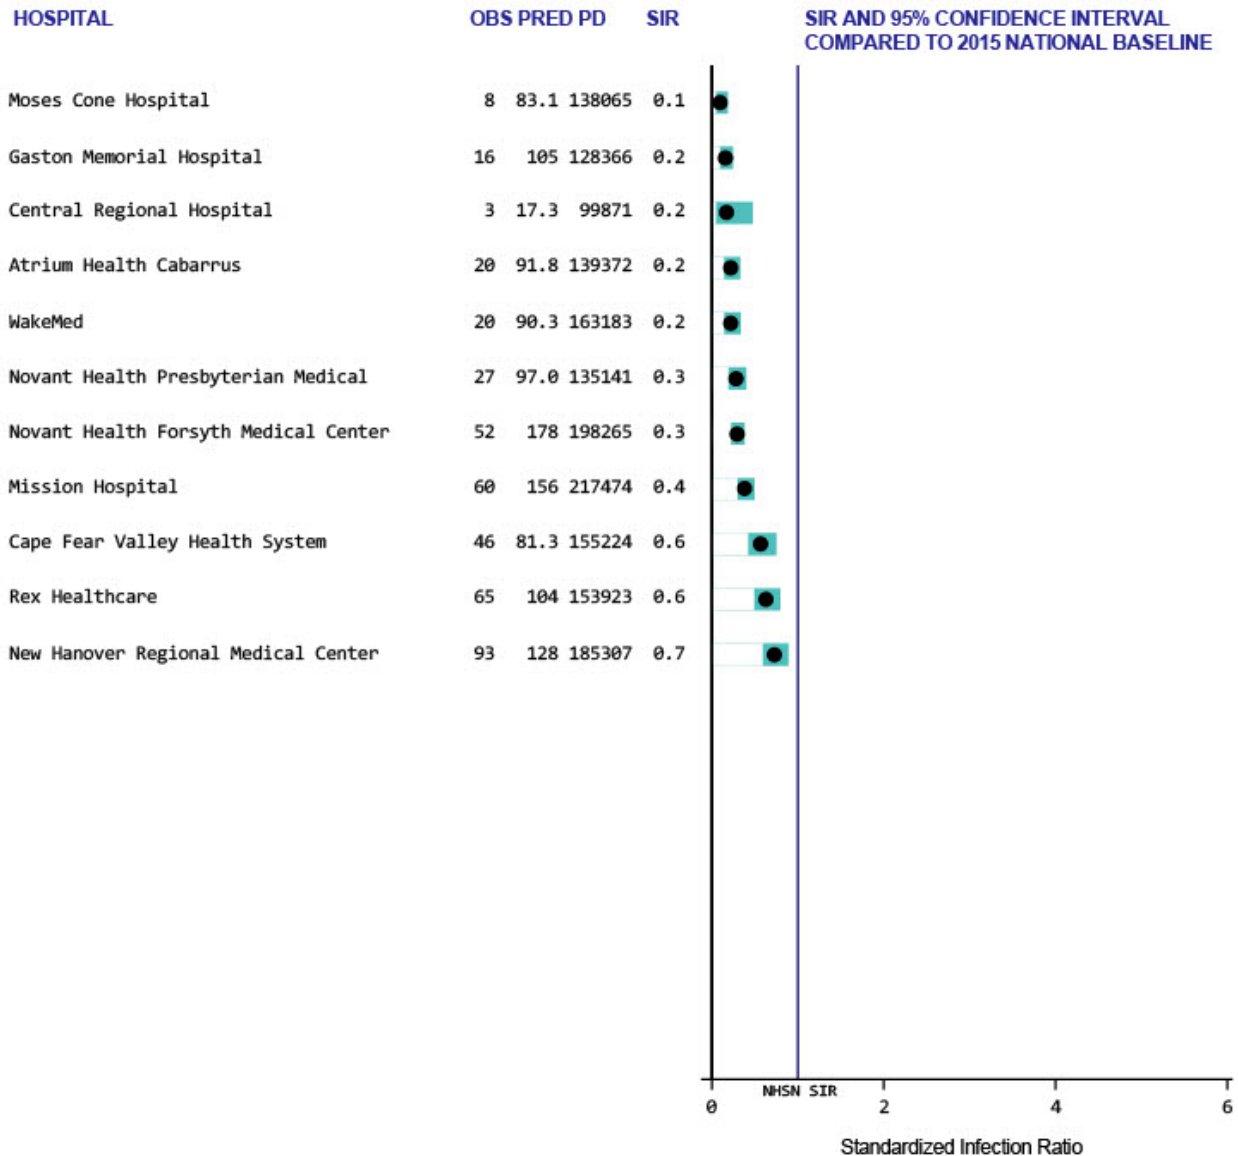 HOSPITAL OBS PRED PD SIR SIR AND 95% CONFIDENCE INTERVAL
COMPARED TO 2015 NATIONAL BASELINE
Moses Cone Hospital 8 83.1 138065 0.1
Gaston Memorial Hospital 16 105 128366 0.2
Central Regional Hospital 3 17.3 99871 0.2
Atrium Health Cabarrus 20 91.8 139372 0.2
WakeMed 20 90.3 163183 0.2
Novant Health Presbyterian Medical 27 97.0 135141 0.3
Novant Health Forsyth Medical Center 52 178 198265 0.3
Mission Hospital 60 156 217474 0.4
Cape Fear Valley Health System 46 81.3 155224 0.6
Rex Healthcare 65 104 153923 0.6
New Hanover Regional Medical Center 93 128 185307 0.7
NHSN SIR
0 2 4 6
Standardized Infection Ratio